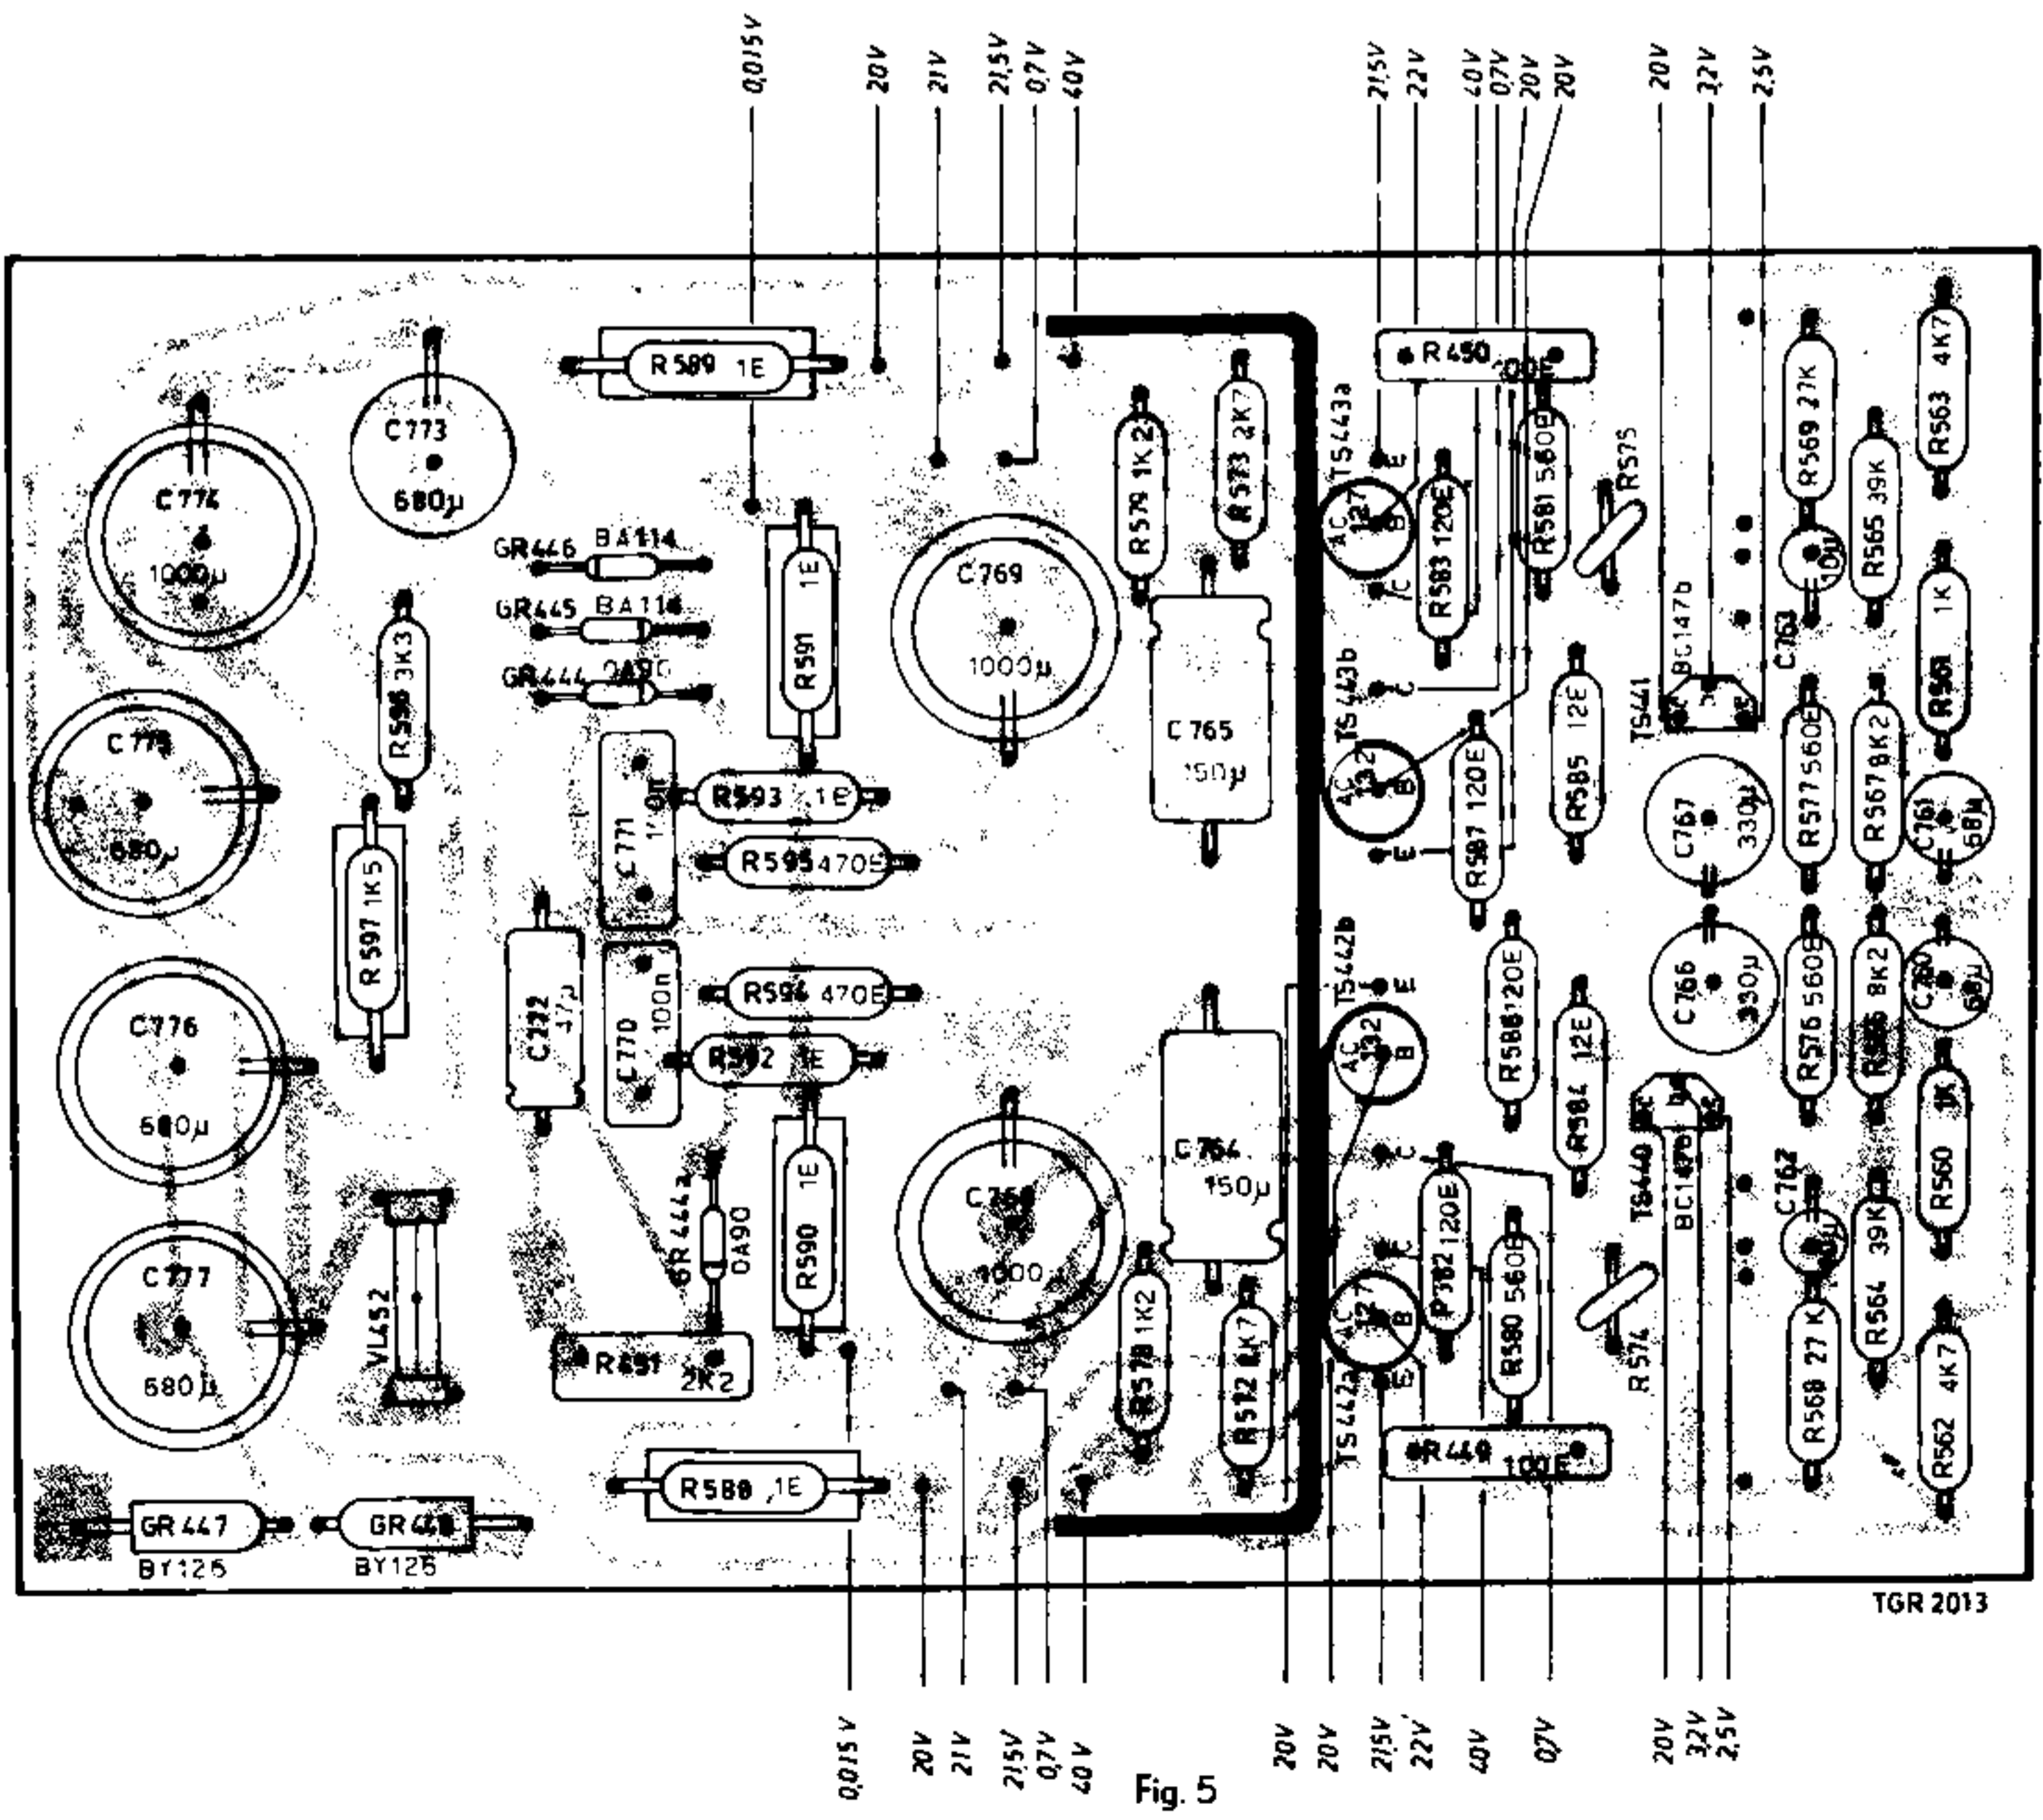 0,015V
20V
21V
21,5V
0,7V
40V
21,5V
22V
40V
0,7V
20V
20V
20V
3,2V
2,5V
R589 1E
C773
680µ
C774
1000µ
GR446 BA114
GR445 BA114
GR444 OA90
R591 1E
C769
1000µ
R579 1K2
R573 2K7
TS443a
AC
127
E
B
C
R450
100E
R583 120E
R581 560E
R575
R569 27K
R563 4K7
R565 39K
10µ
C763
BC147b
TS441
R561 1K
3K3
C775
680µ
R597 1K5
C771
R593 1E
R595 470E
C765
150µ
TS443b
C
AC
132
B
E
R587 120E
R585 12E
C767
330µ
R577 560E
R567 8K2
C761
68µ
C776
680µ
C772
47µ
C770
100n
R594 470E
R592 1E
TS442b
E
AC
132
B
C
R586 120E
R584 12E
C766
330µ
R576 560E
R566 8K2
C760
68µ
C777
680µ
VL452
GR444a
OA90
R590 1E
C768
1000
C764
150µ
R578 1K2
R572 2K7
R451
2K2
C
AC
127
B
E
TS442a
R582 120E
R580 560E
R449
100E
R574
TS440
BC147b
C762
R568 27K
R564 39K
R560 1K
R562 4K7
R588 1E
GR447
BY126
GR448
BY126
TGR 2013
0,015V
20V
21V
21,5V
0,7V
40V
20V
20V
21,5V
22V
40V
0,7V
20V
3,2V
2,5V
Fig. 5